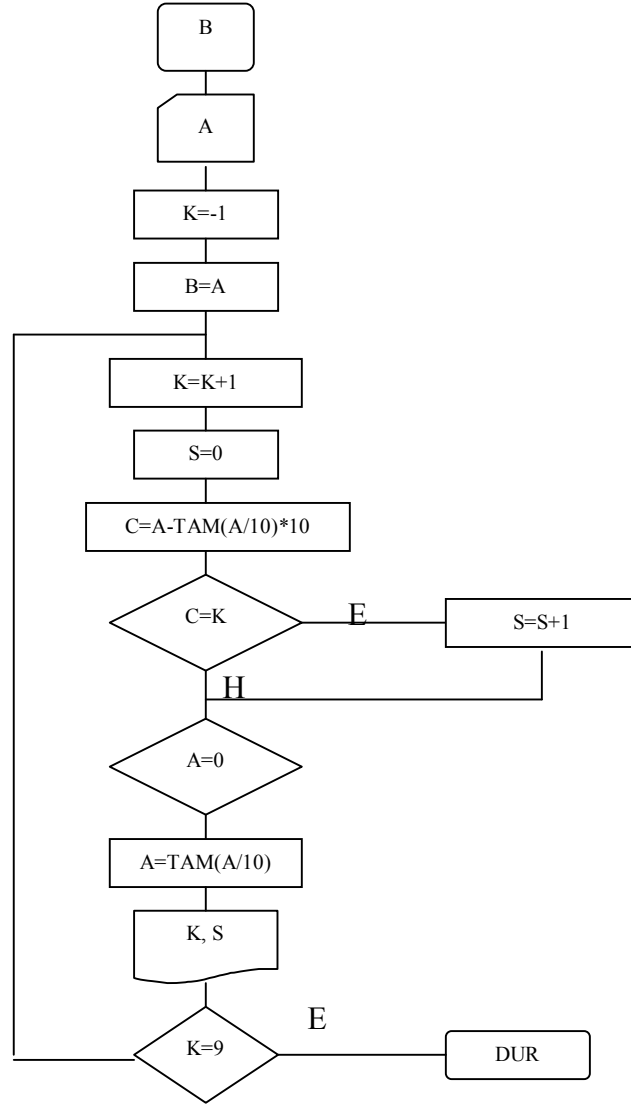 B
A
K=-1
B=A
K=K+1
S=0
C=A-TAM(A/10)*10
C=K
E
S=S+1
H
A=0
A=TAM(A/10)
K, S
E
K=9
DUR